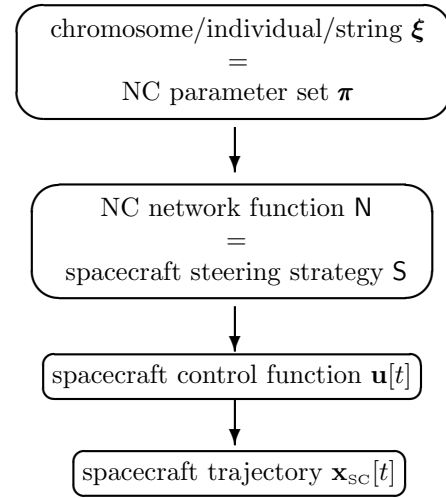 chromosome/individual/string ξ
=
NC parameter set π
NC network function N
=
spacecraft steering strategy S
spacecraft control function u[t]
spacecraft trajectory x_SC[t]